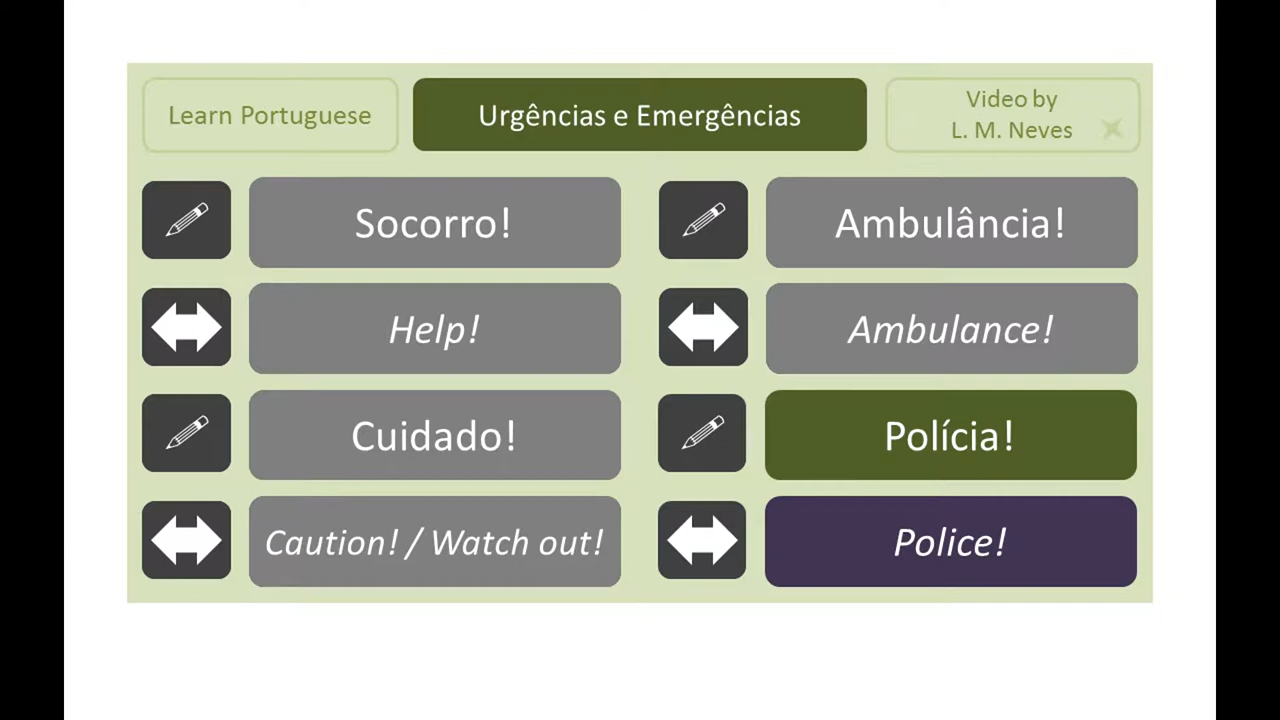 Learn Portuguese
Urgências e Emergências
Video by
L. M. Neves
Socorro!
Ambulância!
Help!
Ambulance!
Cuidado!
Polícia!
Caution! / Watch out!
Police!